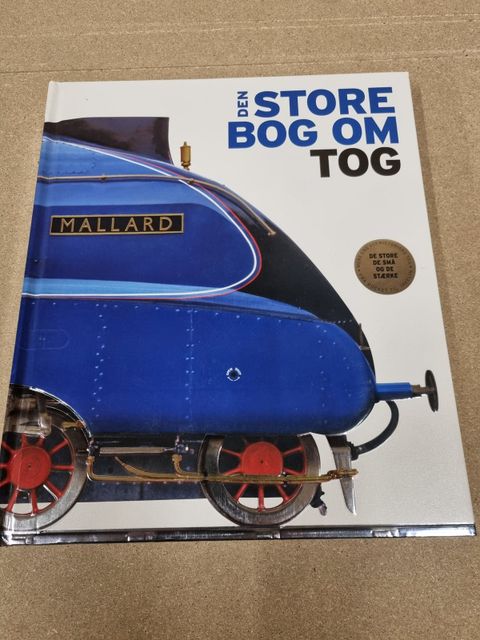 DEN STORE
BOG OM
TOG
MALLARD
DE STORE
DE SMÅ
OG DE
STÆRKE